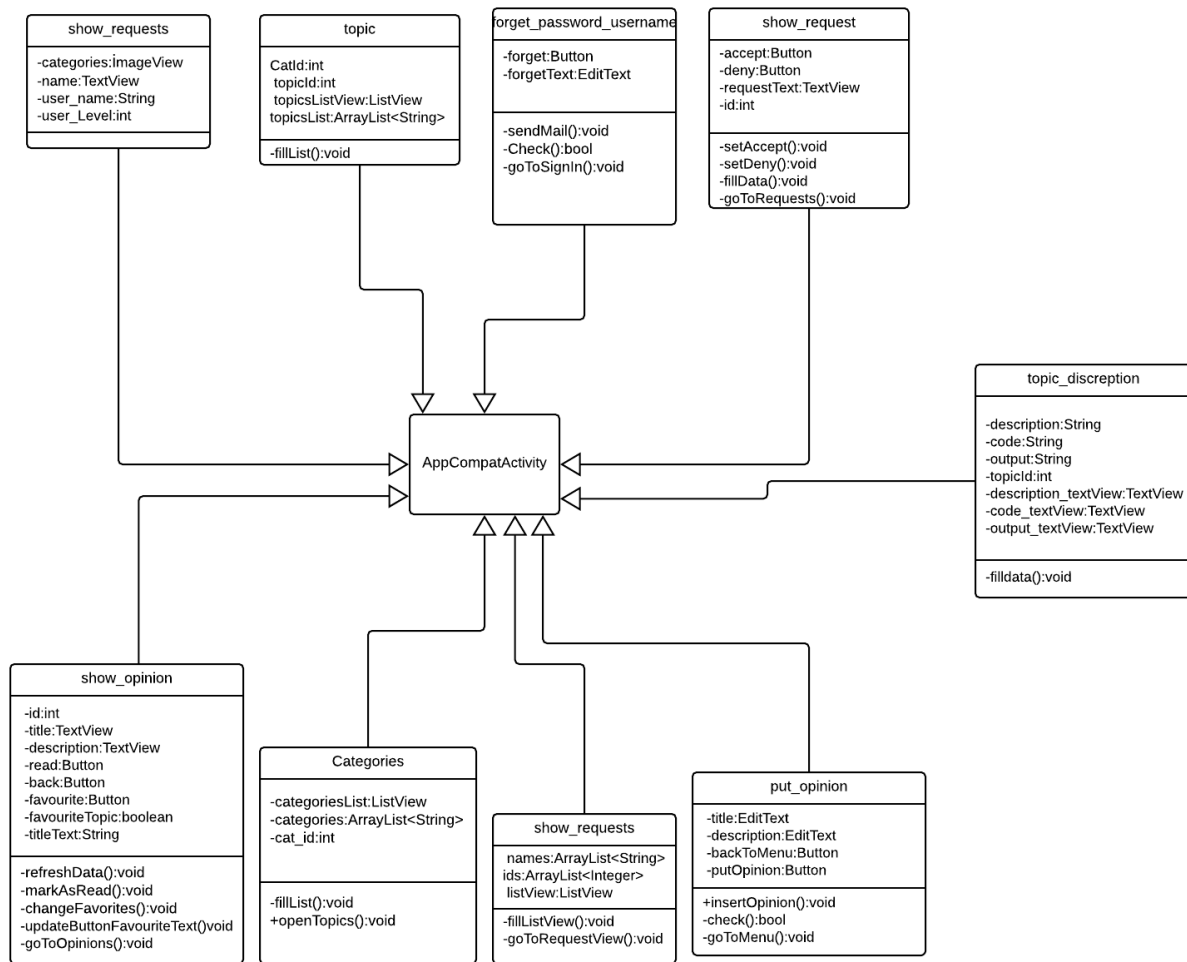 show_requests
-categories:İmageView
-name:TextView
-user_name:String
-user_Level:int
topic
CatId:int
topicId:int
topicsListView:ListView
topicsList:ArrayList<String>
-fillList():void
forget_password_username
-forget:Button
-forgetText:EditText
-sendMail():void
-Check():bool
-goToSignIn():void
show_request
-accept:Button
-deny:Button
-requestText:TextView
-id:int
-setAccept():void
-setDeny():void
-fillData():void
-goToRequests():void
AppCompatActivity
topic_discreption
-description:String
-code:String
-output:String
-topicId:int
-description_textView:TextView
-code_textView:TextView
-output_textView:TextView
-filldata():void
show_opinion
-id:int
-title:TextView
-description:TextView
-read:Button
-back:Button
-favourite:Button
-favouriteTopic:boolean
-titleText:String
-refreshData():void
-markAsRead():void
-changeFavorites():void
-updateButtonFavouriteText()void
-goToOpinions():void
Categories
-categoriesList:ListView
-categories:ArrayList<String>
-cat_id:int
-fillList():void
+openTopics():void
show_requests
names:ArrayList<String>
ids:ArrayList<Integer>
listView:ListView
-fillListView():void
-goToRequestView():void
put_opinion
-title:EditText
-description:EditText
-backToMenu:Button
-putOpinion:Button
+insertOpinion():void
-check():bool
-goToMenu():void